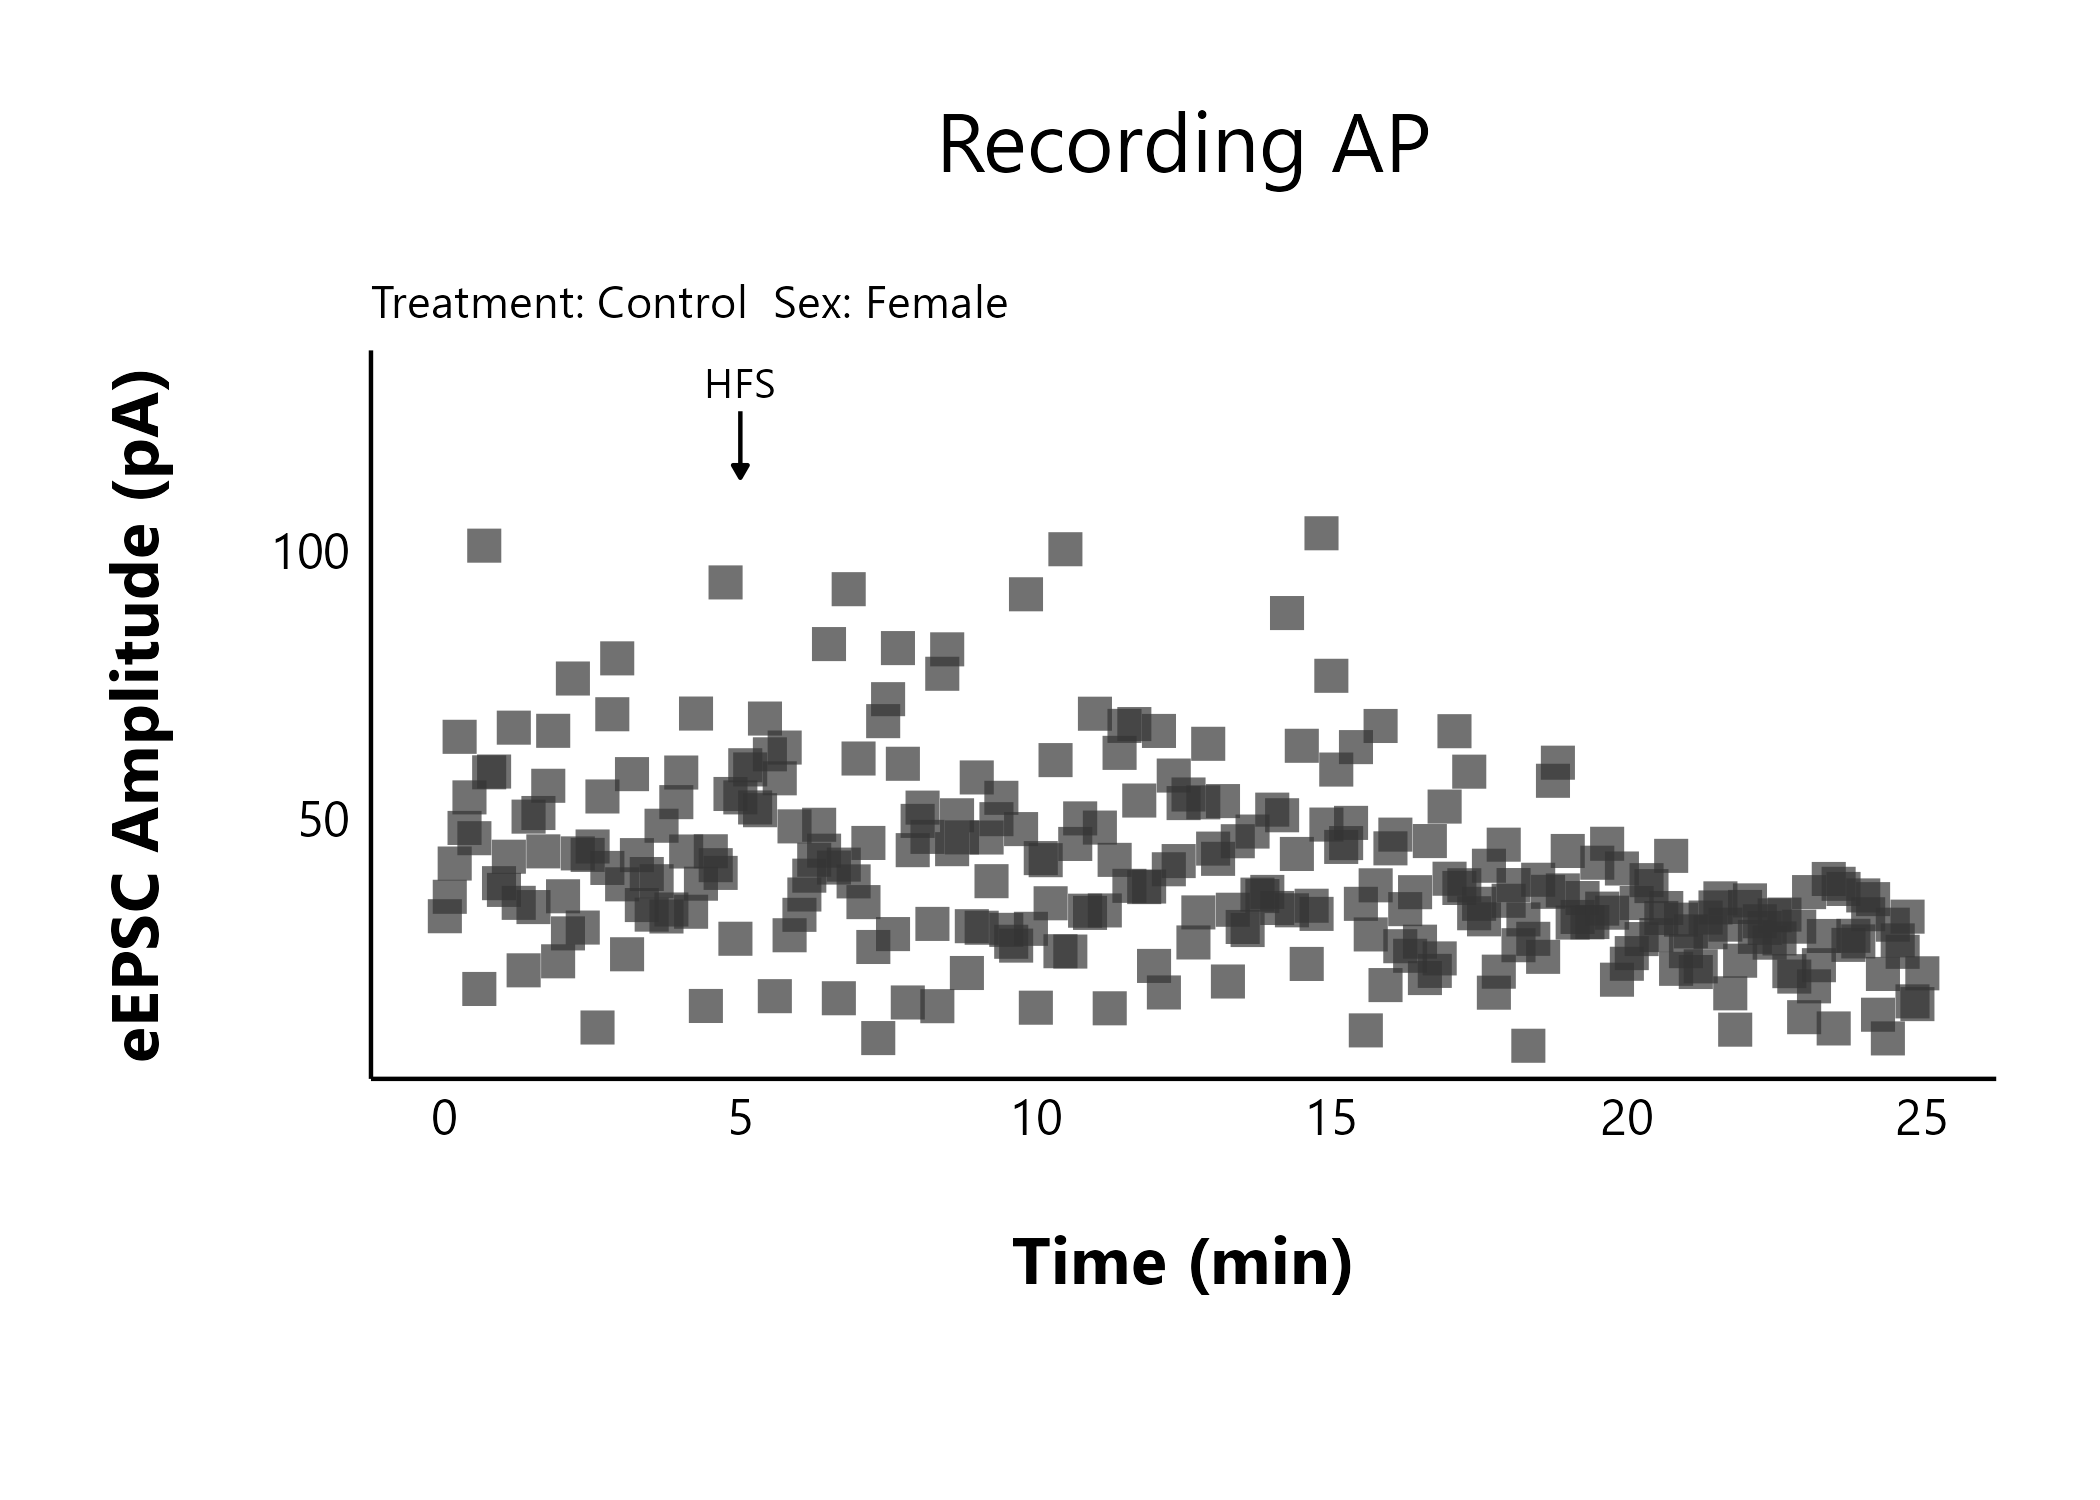 Recording AP
Treatment: Control  Sex: Female
HFS
eEPSC Amplitude (pA)
100
50
0 5 10 15 20 25
Time (min)